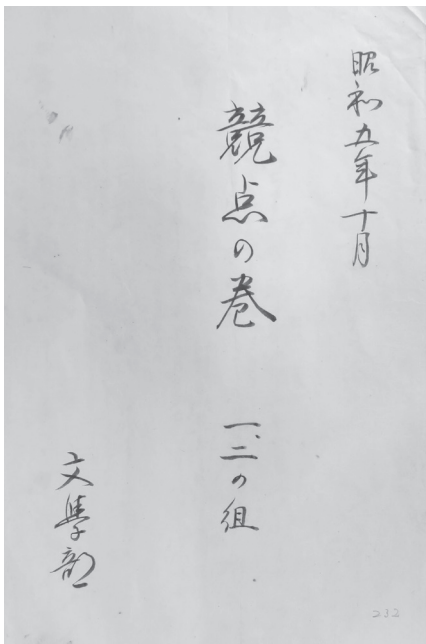 昭和五年十月
競点の巻 一、二の組
文學部
232